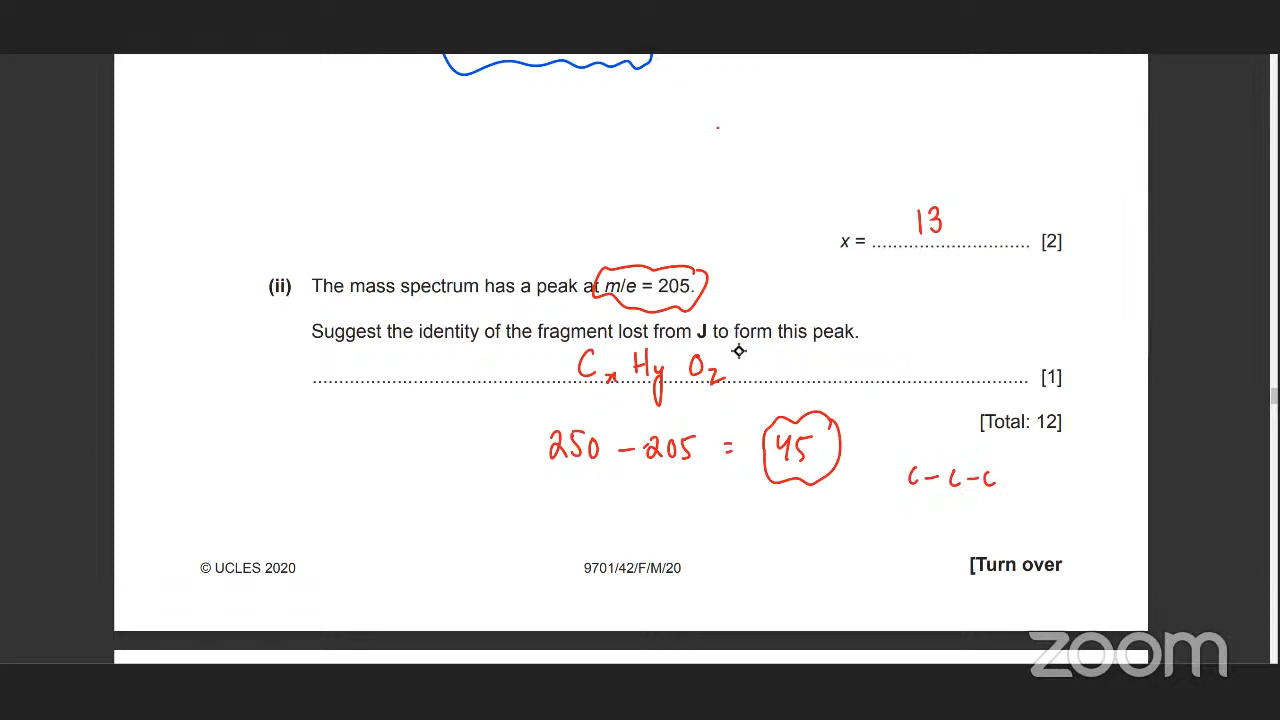 13
x = .............................. [2]
(ii) The mass spectrum has a peak at m/e = 205.
Suggest the identity of the fragment lost from J to form this peak.
CxHyO2
[1]
[Total: 12]
250 - 205 = 45
C-C-C
© UCLES 2020 9701/42/F/M/20 [Turn over
zoom